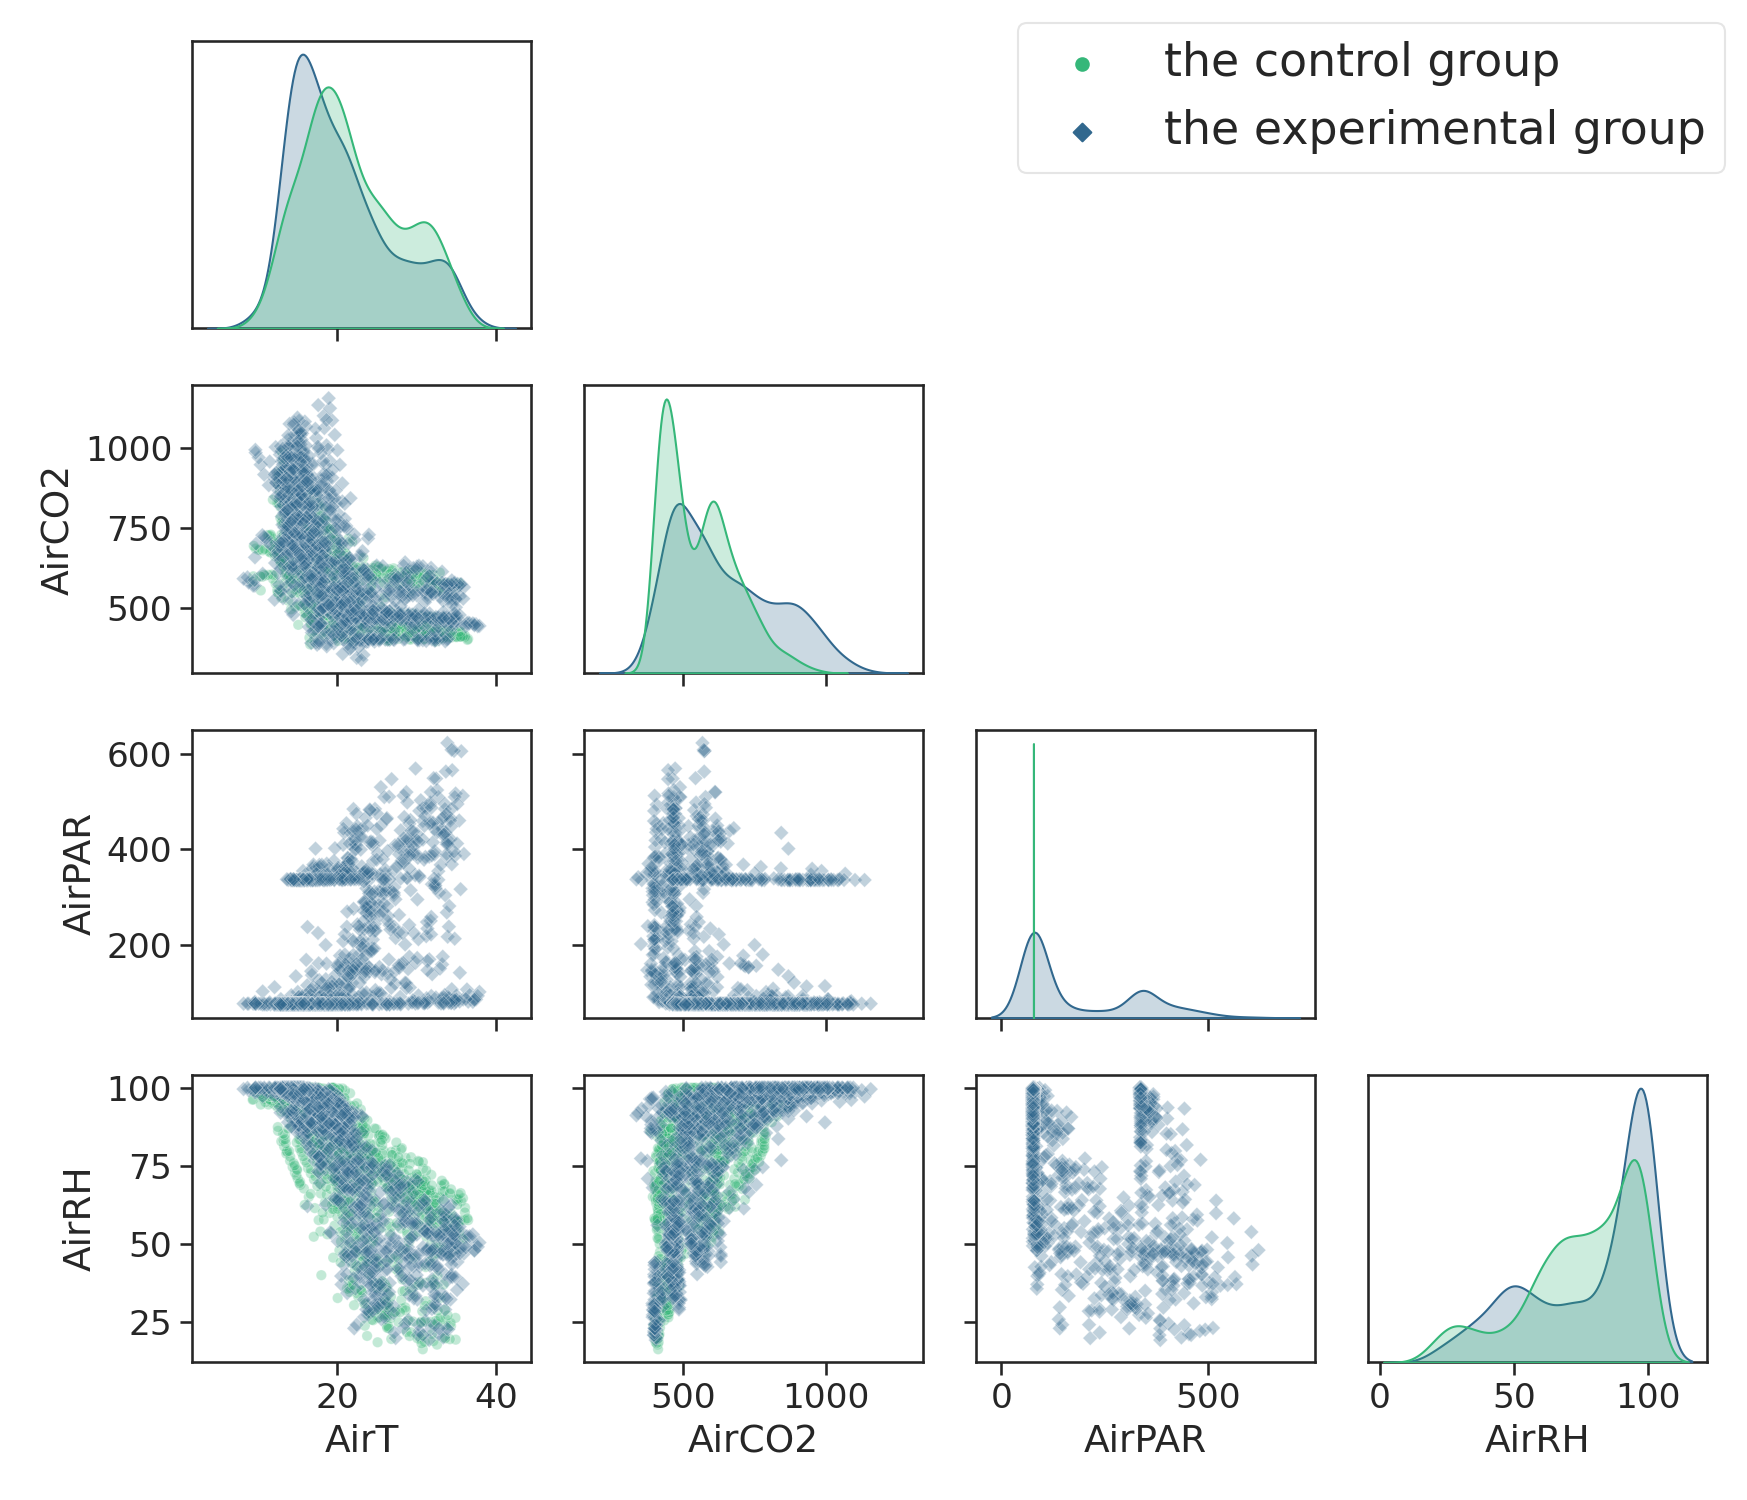 the control group
the experimental group
1000
750
500
AirCO2
600
400
200
AirPAR
100
75
50
25
AirRH
20 40 500 1000 0 500 0 50 100
AirT AirCO2 AirPAR AirRH